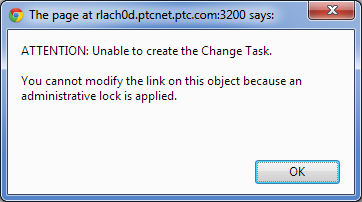 The page at rlach0d.ptcnet.ptc.com:3200 says:
ATTENTION: Unable to create the Change Task.
You cannot modify the link on this object because an
administrative lock is applied.
OK